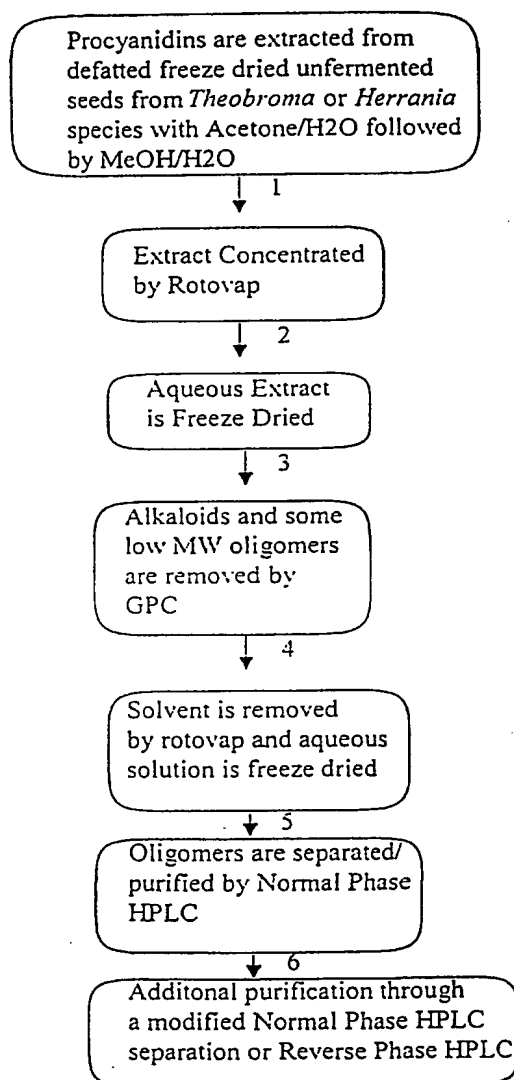 Procyanidins are extracted from
defatted freeze dried unfermented
seeds from Theobroma or Herrania
species with Acetone/H2O followed
by MeOH/H2O
1
Extract Concentrated
by Rotovap
2
Aqueous Extract
is Freeze Dried
3
Alkaloids and some
low MW oligomers
are removed by
GPC
4
Solvent is removed
by rotovap and aqueous
solution is freeze dried
5
Oligomers are separated/
purified by Normal Phase
HPLC
6
Additonal purification through
a modified Normal Phase HPLC
separation or Reverse Phase HPLC